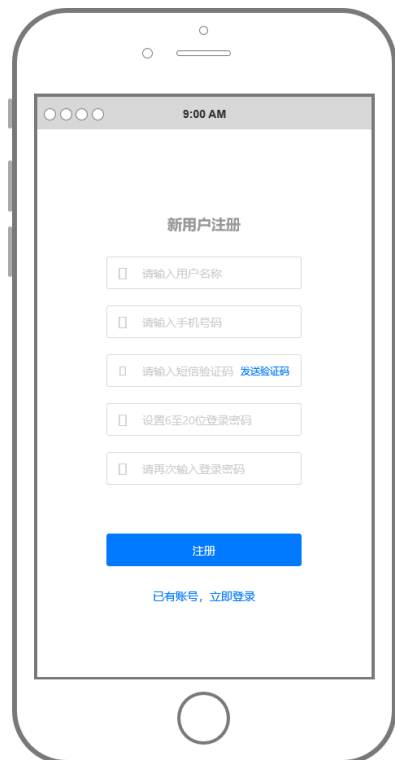 9:00 AM
新用户注册
请输入用户名称
请输入手机号码
请输入短信验证码 发送验证码
设置6至20位登录密码
请再次输入登录密码
注册
已有账号，立即登录